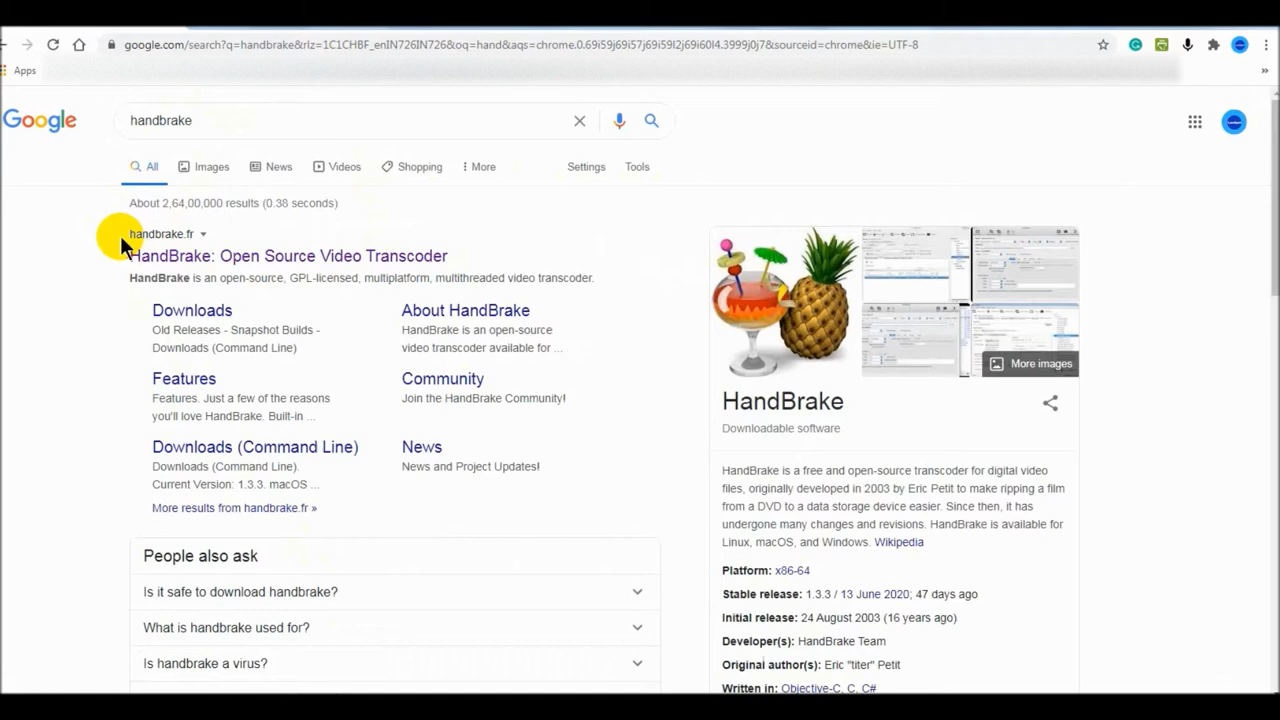 google.com/search?q=handbrake&rlz=1C1CHBF_enIN726IN726&oq=hand&aqs=chrome.0.69i59j69i57j69i59l2j69i60l4.3999j0j7&sourceid=chrome&ie=UTF-8
Apps
Google
handbrake
All Images News Videos Shopping More Settings Tools
About 2,64,00,000 results (0.38 seconds)
handbrake.fr
HandBrake: Open Source Video Transcoder
HandBrake is an open-source, GPL-licensed, multiplatform, multithreaded video transcoder.
Downloads
Old Releases - Snapshot Builds -
Downloads (Command Line)
About HandBrake
HandBrake is an open-source
video transcoder available for ...
Features
Features. Just a few of the reasons
you'll love HandBrake. Built-in ...
Community
Join the HandBrake Community!
Downloads (Command Line)
Downloads (Command Line).
Current Version: 1.3.3. macOS ...
News
News and Project Updates!
More results from handbrake.fr »
People also ask
Is it safe to download handbrake?
What is handbrake used for?
Is handbrake a virus?
More images
HandBrake
Downloadable software
HandBrake is a free and open-source transcoder for digital video
files, originally developed in 2003 by Eric Petit to make ripping a film
from a DVD to a data storage device easier. Since then, it has
undergone many changes and revisions. HandBrake is available for
Linux, macOS, and Windows. Wikipedia
Platform: x86-64
Stable release: 1.3.3 / 13 June 2020; 47 days ago
Initial release: 24 August 2003 (16 years ago)
Developer(s): HandBrake Team
Original author(s): Eric "titer" Petit
Written in: Objective-C, C, C#